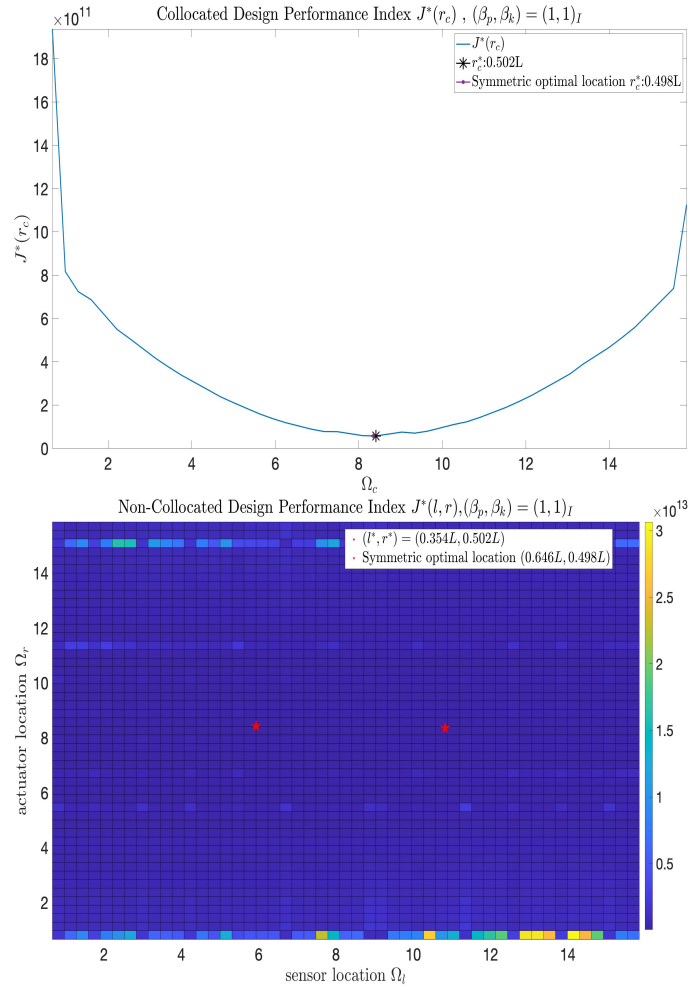 ×10¹¹
Collocated Design Performance Index J*(r_c) , (β_p, β_k) = (1, 1)_I
J*(r_c)
r_c*:0.502L
Symmetric optimal location r_c*:0.498L
18
16
14
12
10
8
6
4
2
0
J*(r_c)
2 4 6 8 10 12 14
Ω_c
Non-Collocated Design Performance Index J*(l, r),(β_p, β_k) = (1, 1)_I
×10¹³
(l*, r*) = (0.354L, 0.502L)
Symmetric optimal location (0.646L, 0.498L)
14
12
10
8
6
4
2
actuator location Ω_r
3
2.5
2
1.5
1
0.5
2 4 6 8 10 12 14
sensor location Ω_l